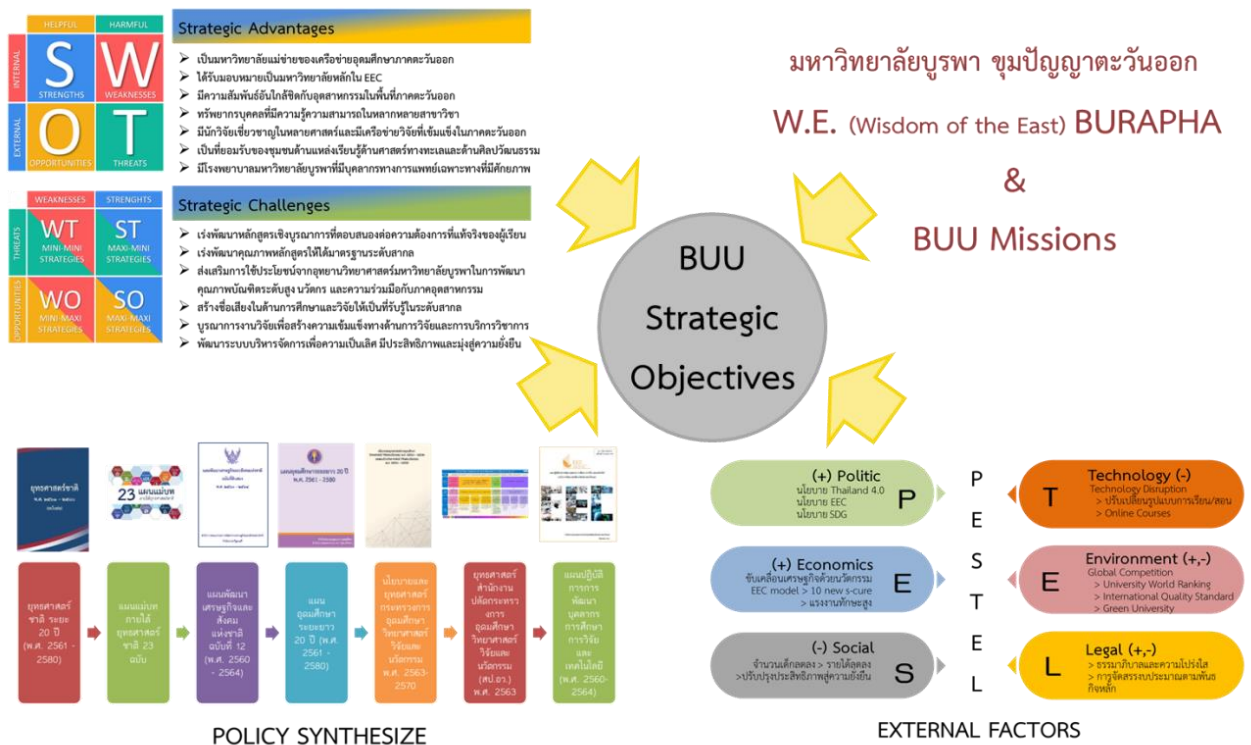 HELPFUL
HARMFUL
INTERNAL
S
STRENGTHS
W
WEAKNESSES
EXTERNAL
O
OPPORTUNITIES
T
THREATS
Strategic Advantages
เป็นมหาวิทยาลัยแม่ข่ายของเครือข่ายอุดมศึกษาภาคตะวันออก
ได้รับมอบหมายเป็นมหาวิทยาลัยหลักใน EEC
มีความสัมพันธ์อันใกล้ชิดกับอุตสาหกรรมในพื้นที่ภาคตะวันออก
ทรัพยากรบุคคลที่มีความรู้ความสามารถในหลากหลายสาขาวิชา
มีนักวิจัยเชี่ยวชาญในหลายศาสตร์และมีเครือข่ายวิจัยที่เข้มแข็งในภาคตะวันออก
เป็นที่ยอมรับของชุมชนด้านแหล่งเรียนรู้ด้านศาสตร์ทางทะเลและด้านศิลปวัฒนธรรม
มีโรงพยาบาลมหาวิทยาลัยบูรพาที่มีบุคลากรทางการแพทย์เฉพาะทางที่มีศักยภาพ
WEAKNESSES
STRENGHTS
THREATS
WT
MINI-MINI
STRATEGIES
ST
MAXI-MINI
STRATEGIES
OPPORTUNITIES
WO
MINI-MAXI
STRATEGIES
SO
MAXI-MAXI
STRATEGIES
Strategic Challenges
เร่งพัฒนาหลักสูตรเชิงบูรณาการที่ตอบสนองต่อความต้องการที่แท้จริงของผู้เรียน
เร่งพัฒนาคุณภาพหลักสูตรให้ได้มาตรฐานระดับสากล
ส่งเสริมการใช้ประโยชน์จากอุทยานวิทยาศาสตร์มหาวิทยาลัยบูรพาในการพัฒนา
คุณภาพบัณฑิตระดับสูง นวัตกร และความร่วมมือกับภาคอุตสาหกรรม
สร้างชื่อเสียงในด้านการศึกษาและวิจัยให้เป็นที่รับรู้ในระดับสากล
บูรณาการงานวิจัยเพื่อสร้างความเข้มแข็งทางด้านการวิจัยและการบริการวิชาการ
พัฒนาระบบบริหารจัดการเพื่อความเป็นเลิศ มีประสิทธิภาพและมุ่งสู่ความยั่งยืน
มหาวิทยาลัยบูรพา ขุมปัญญาตะวันออก
W.E. (Wisdom of the East) BURAPHA
&
BUU Missions
BUU
Strategic
Objectives
ยุทธศาสตร์ชาติ
พ.ศ. ๒๕๖๑ - ๒๕๘๐
23 แผนแม่บท
แผนอุดมศึกษาระยะยาว 20 ปี
พ.ศ. 2561 - 2580
ยุทธศาสตร์
ชาติ ระยะ
20 ปี
(พ.ศ. 2561 -
2580)
แผนแม่บท
ภายใต้
ยุทธศาสตร์
ชาติ 23
ฉบับ
แผนพัฒนา
เศรษฐกิจและ
สังคม
แห่งชาติ
ฉบับที่ 12
(พ.ศ. 2560
- 2564)
แผน
อุดมศึกษา
ระยะยาว
20 ปี (พ.ศ.
2561 -
2580)
นโยบายและ
ยุทธศาสตร์
กระทรวงการ
อุดมศึกษา
วิทยาศาสตร์
วิจัยและ
นวัตกรรม
พ.ศ. 2563-
2570
ยุทธศาสตร์
สำนักงาน
ปลัดกระทรว
งการ
อุดมศึกษา
วิทยาศาสตร์
วิจัยและ
นวัตกรรม
(สป.อว.)
พ.ศ. 2563
แผนปฏิบัติ
การการ
พัฒนา
บุคลากร
การศึกษา
การวิจัย
และ
เทคโนโลยี
(พ.ศ. 2560-
2564)
POLICY SYNTHESIZE
(+) Politic
นโยบาย Thailand 4.0
นโยบาย EEC
นโยบาย SDG
P
(+) Economics
ขับเคลื่อนเศรษฐกิจด้วยนวัตกรรม
EEC model > 10 new s-cure
> แรงงานทักษะสูง
E
(-) Social
จำนวนเด็กลดลง > รายได้ลดลง
>ปรับปรุงประสิทธิภาพสู่ความยั่งยืน
S
P
E
S
T
E
L
T
Technology (-)
Technology Disruption
> ปรับเปลี่ยนรูปแบบการเรียน/สอน
> Online Courses
E
Environment (+,-)
Global Competition
> University World Ranking
> International Quality Standard
> Green University
L
Legal (+,-)
> ธรรมาภิบาลและความโปร่งใส
> การจัดสรรงบประมาณตามพันธ
กิจหลัก
EXTERNAL FACTORS